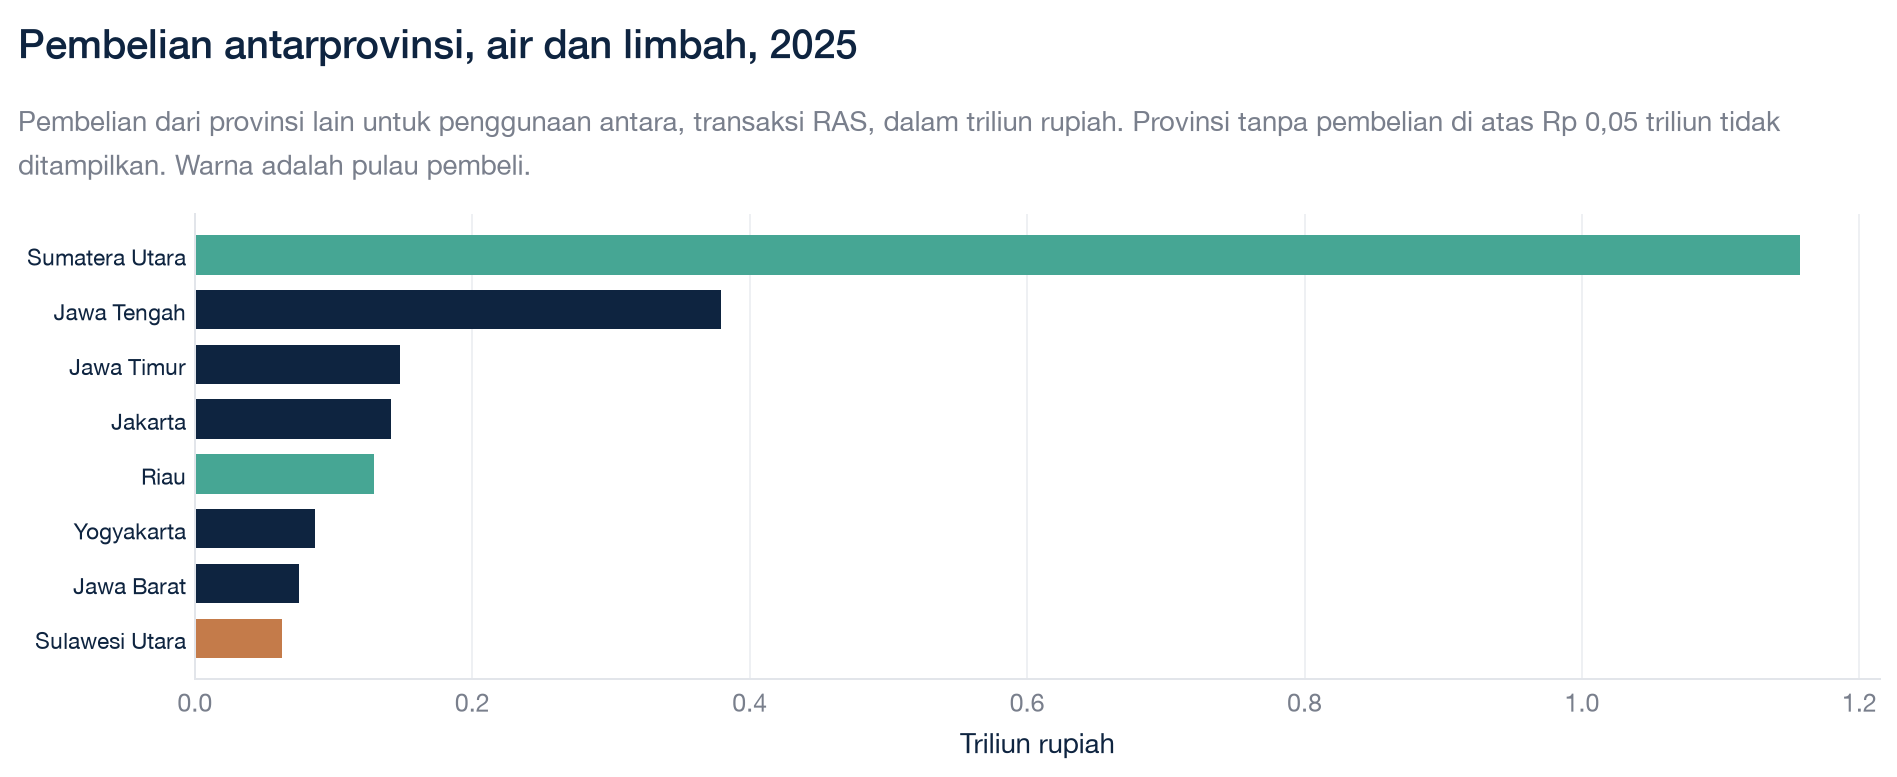 Pembelian antarprovinsi, air dan limbah, 2025
Pembelian dari provinsi lain untuk penggunaan antara, transaksi RAS, dalam triliun rupiah. Provinsi tanpa pembelian di atas Rp 0,05 triliun tidak
ditampilkan. Warna adalah pulau pembeli.
Sumatera Utara
Jawa Tengah
Jawa Timur
Jakarta
Riau
Yogyakarta
Jawa Barat
Sulawesi Utara
0.0 0.2 0.4 0.6 0.8 1.0 1.2
Triliun rupiah